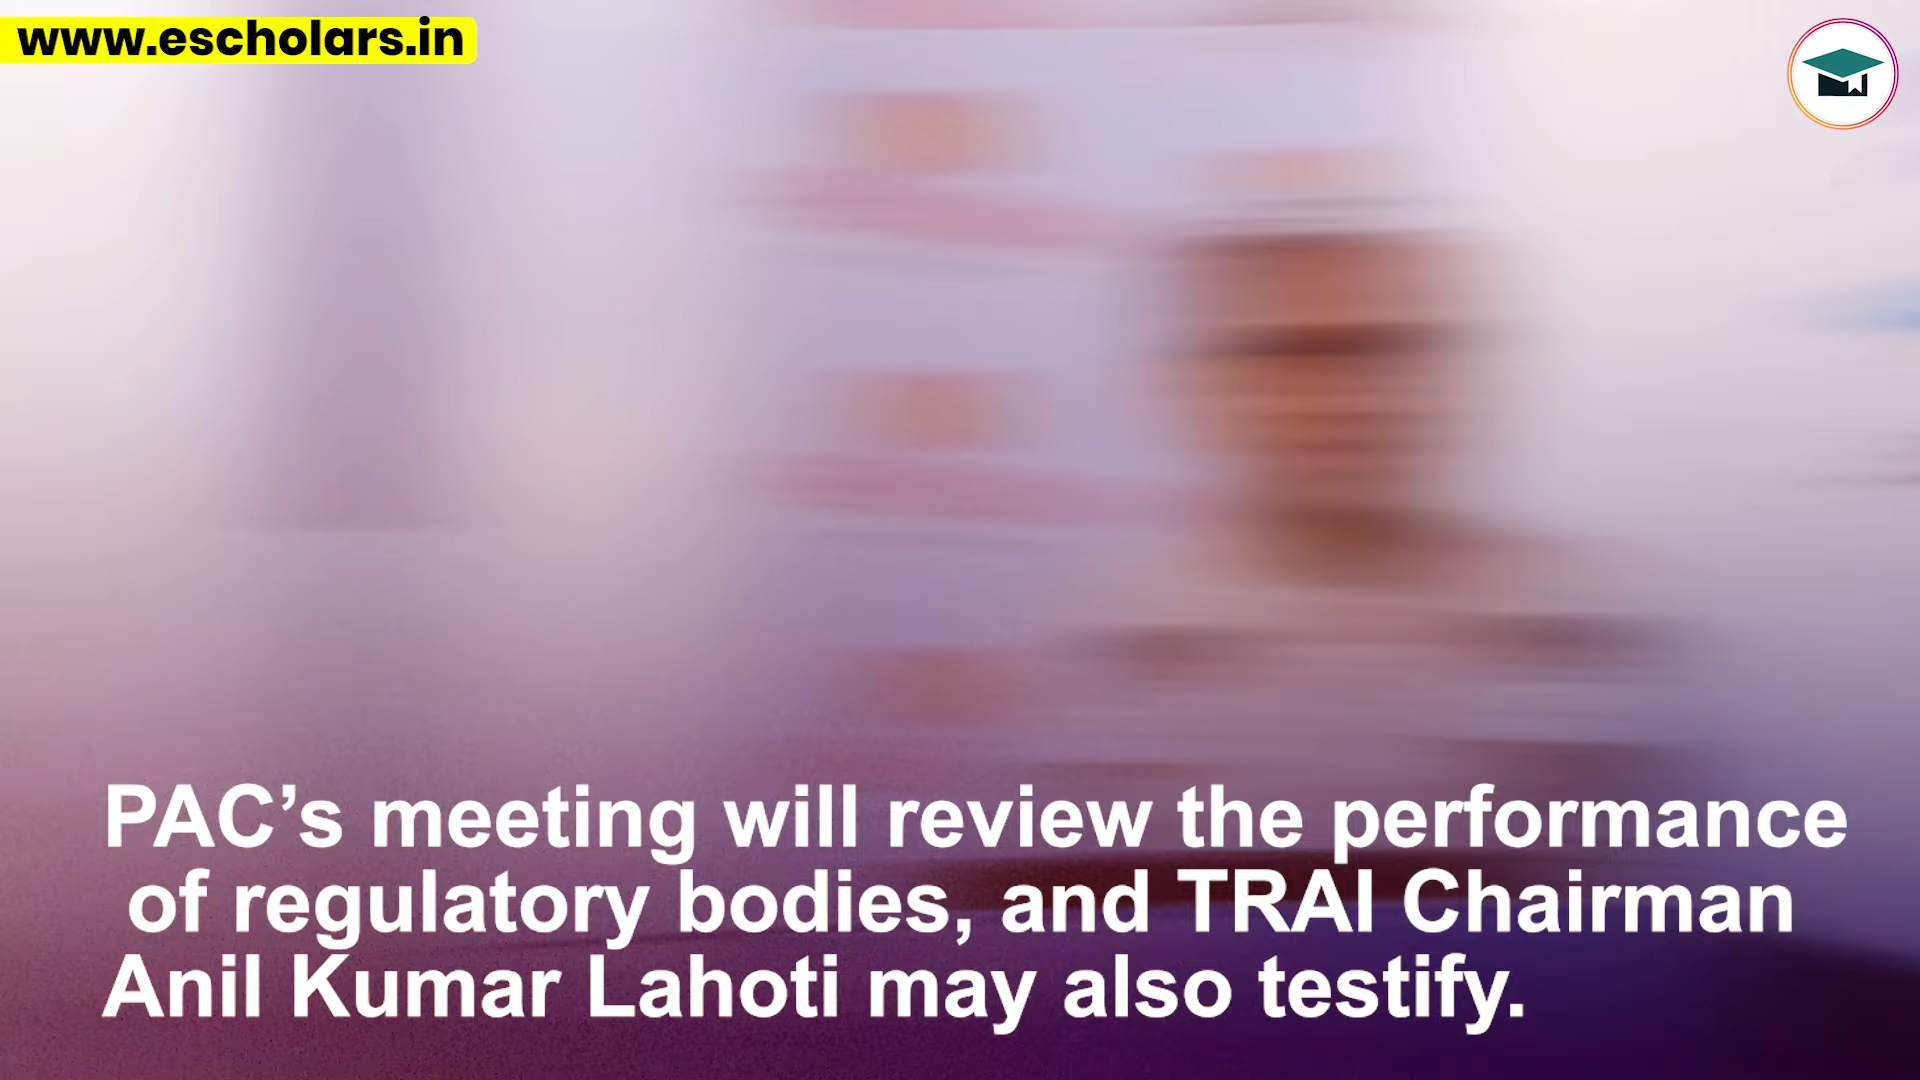 www.escholars.in
PAC’s meeting will review the performance
of regulatory bodies, and TRAI Chairman
Anil Kumar Lahoti may also testify.